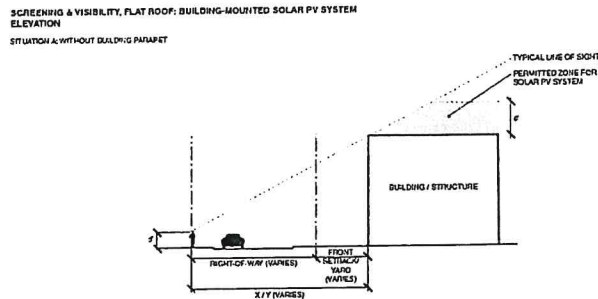 SCREENING & VISIBILITY, FLAT ROOF: BUILDING-MOUNTED SOLAR PV SYSTEM
ELEVATION
SITUATION A: WITHOUT BUILDING PARAPET
TYPICAL LINE OF SIGHT
PERMITTED ZONE FOR
SOLAR PV SYSTEM
BUILDING / STRUCTURE
RIGHT-OF-WAY (VARIES)
FRONT
SETBACK/
YARD
(VARIES)
X / Y (VARIES)